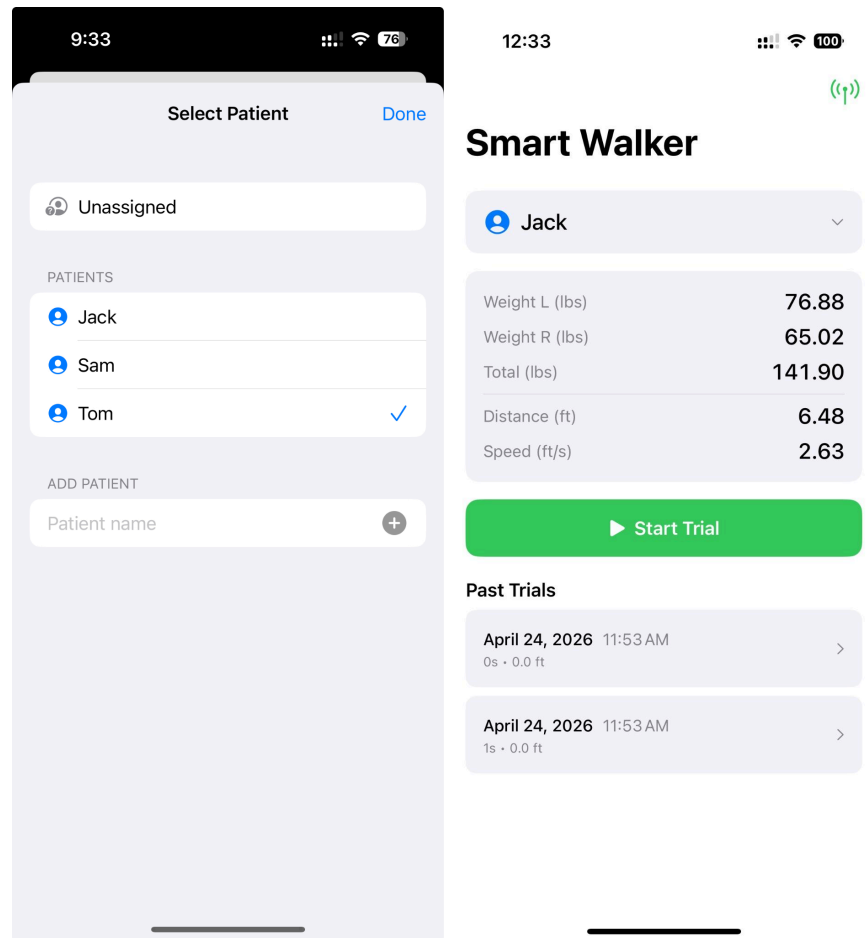 9:33
76
Select Patient
Done
Unassigned
PATIENTS
Jack
Sam
Tom
ADD PATIENT
Patient name
12:33
100
Smart Walker
Jack
Weight L (lbs) 76.88
Weight R (lbs) 65.02
Total (lbs) 141.90
Distance (ft) 6.48
Speed (ft/s) 2.63
Start Trial
Past Trials
April 24, 2026 11:53 AM
0s • 0.0 ft
April 24, 2026 11:53 AM
1s • 0.0 ft